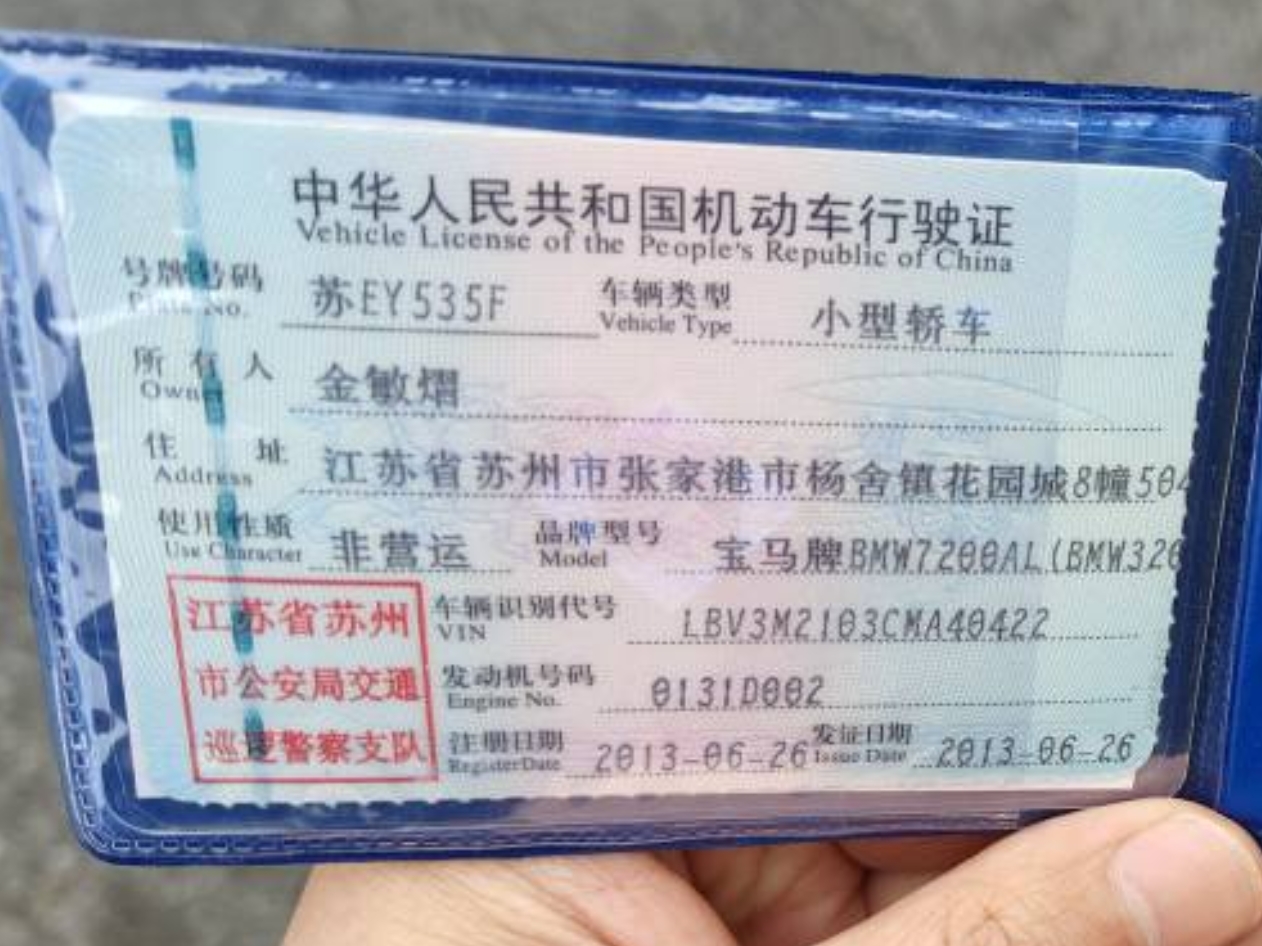 中华人民共和国机动车行驶证
Vehicle License of the People's Republic of China
号牌号码 苏EY535F 车辆类型 小型轿车
Plate No. Vehicle Type
所有人 金敏熠
Owner
住址 江苏省苏州市张家港市杨舍镇花园城8幢504
Address
使用性质 非营运 品牌型号 宝马牌BMW7200AL(BMW320
Use Character Model
江苏省苏州
市公安局交通
巡逻警察支队
车辆识别代号 LBV3M2103CMA40422
VIN
发动机号码 0131D002
Engine No.
注册日期 2013-06-26 发证日期 2013-06-26
Register Date Issue Date